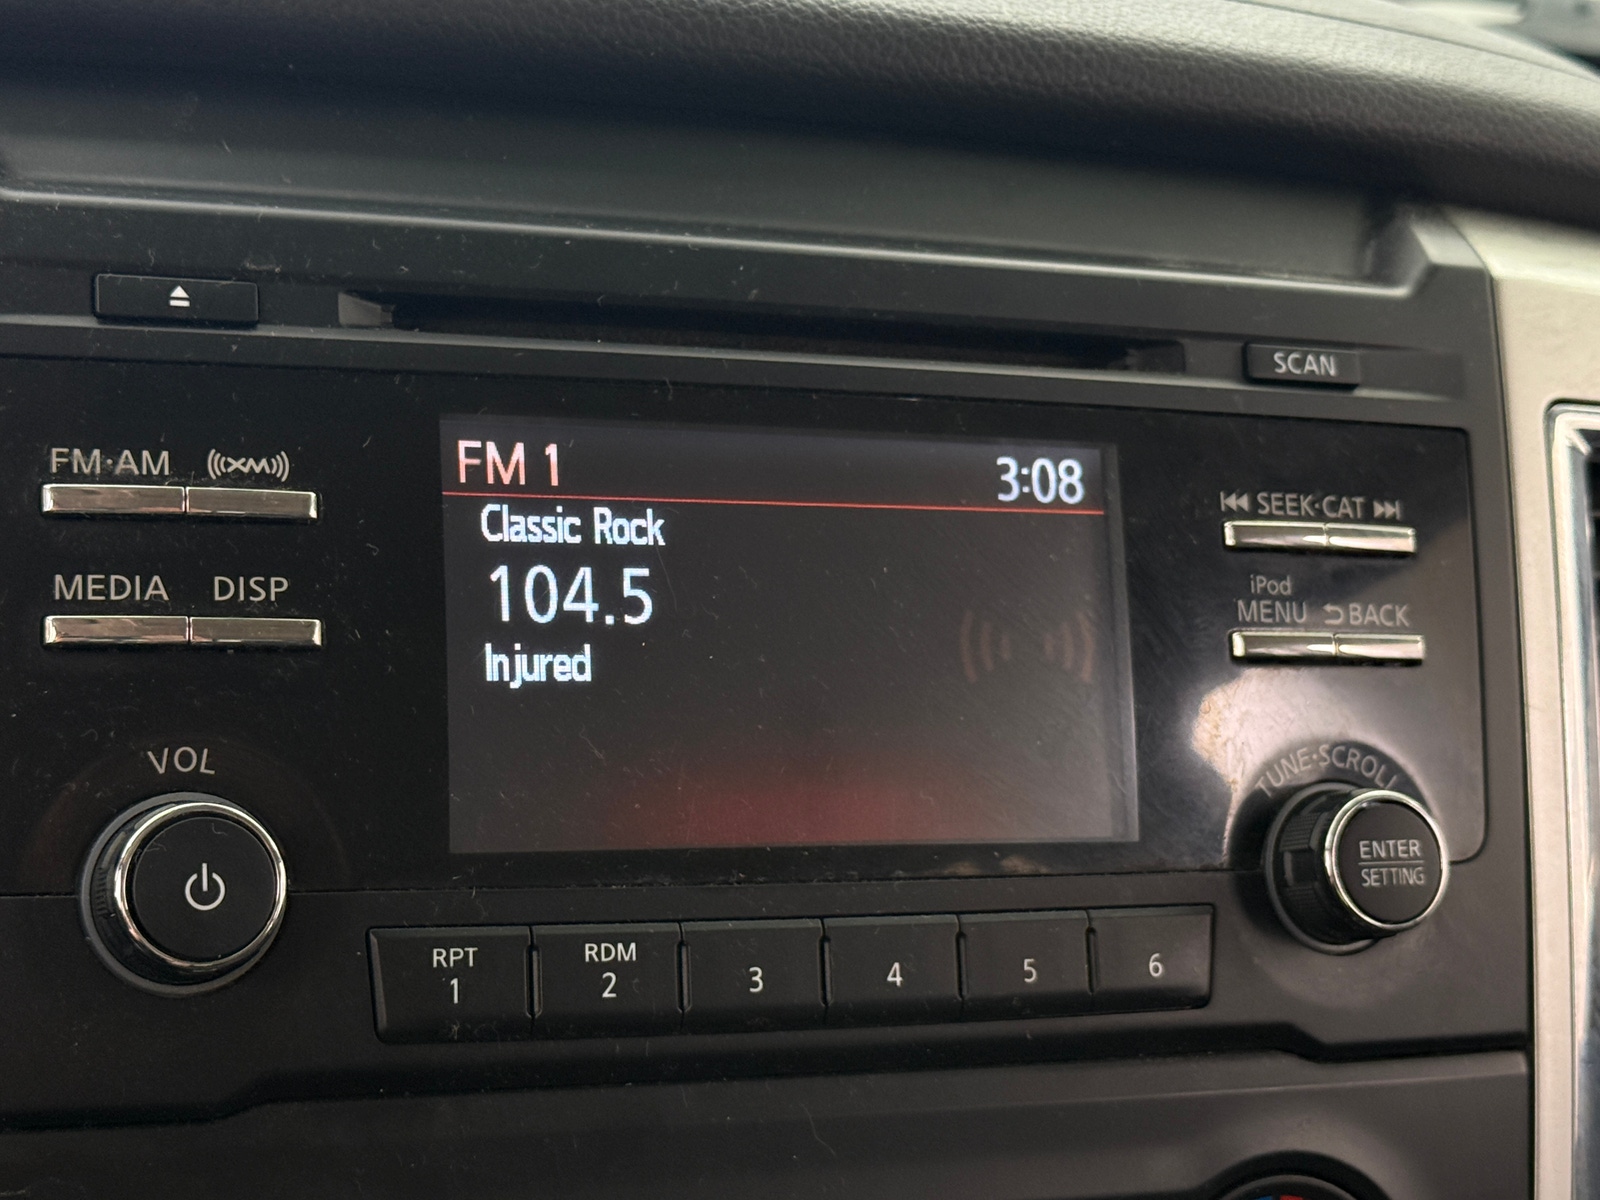 SCAN
FM·AM XM
FM 1 3:08
Classic Rock
104.5
Injured
SEEK·CAT
MEDIA DISP
iPod
MENU BACK
VOL
TUNE·SCROLL
ENTER
SETTING
RPT RDM
1 2 3 4 5 6